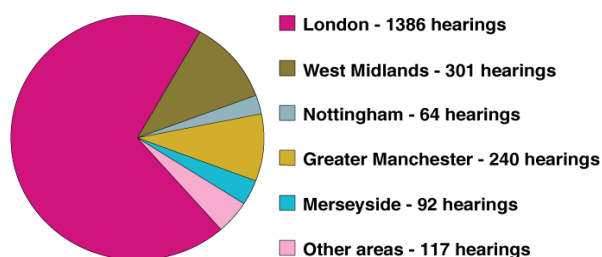 London - 1386 hearings
West Midlands - 301 hearings
Nottingham - 64 hearings
Greater Manchester - 240 hearings
Merseyside - 92 hearings
Other areas - 117 hearings